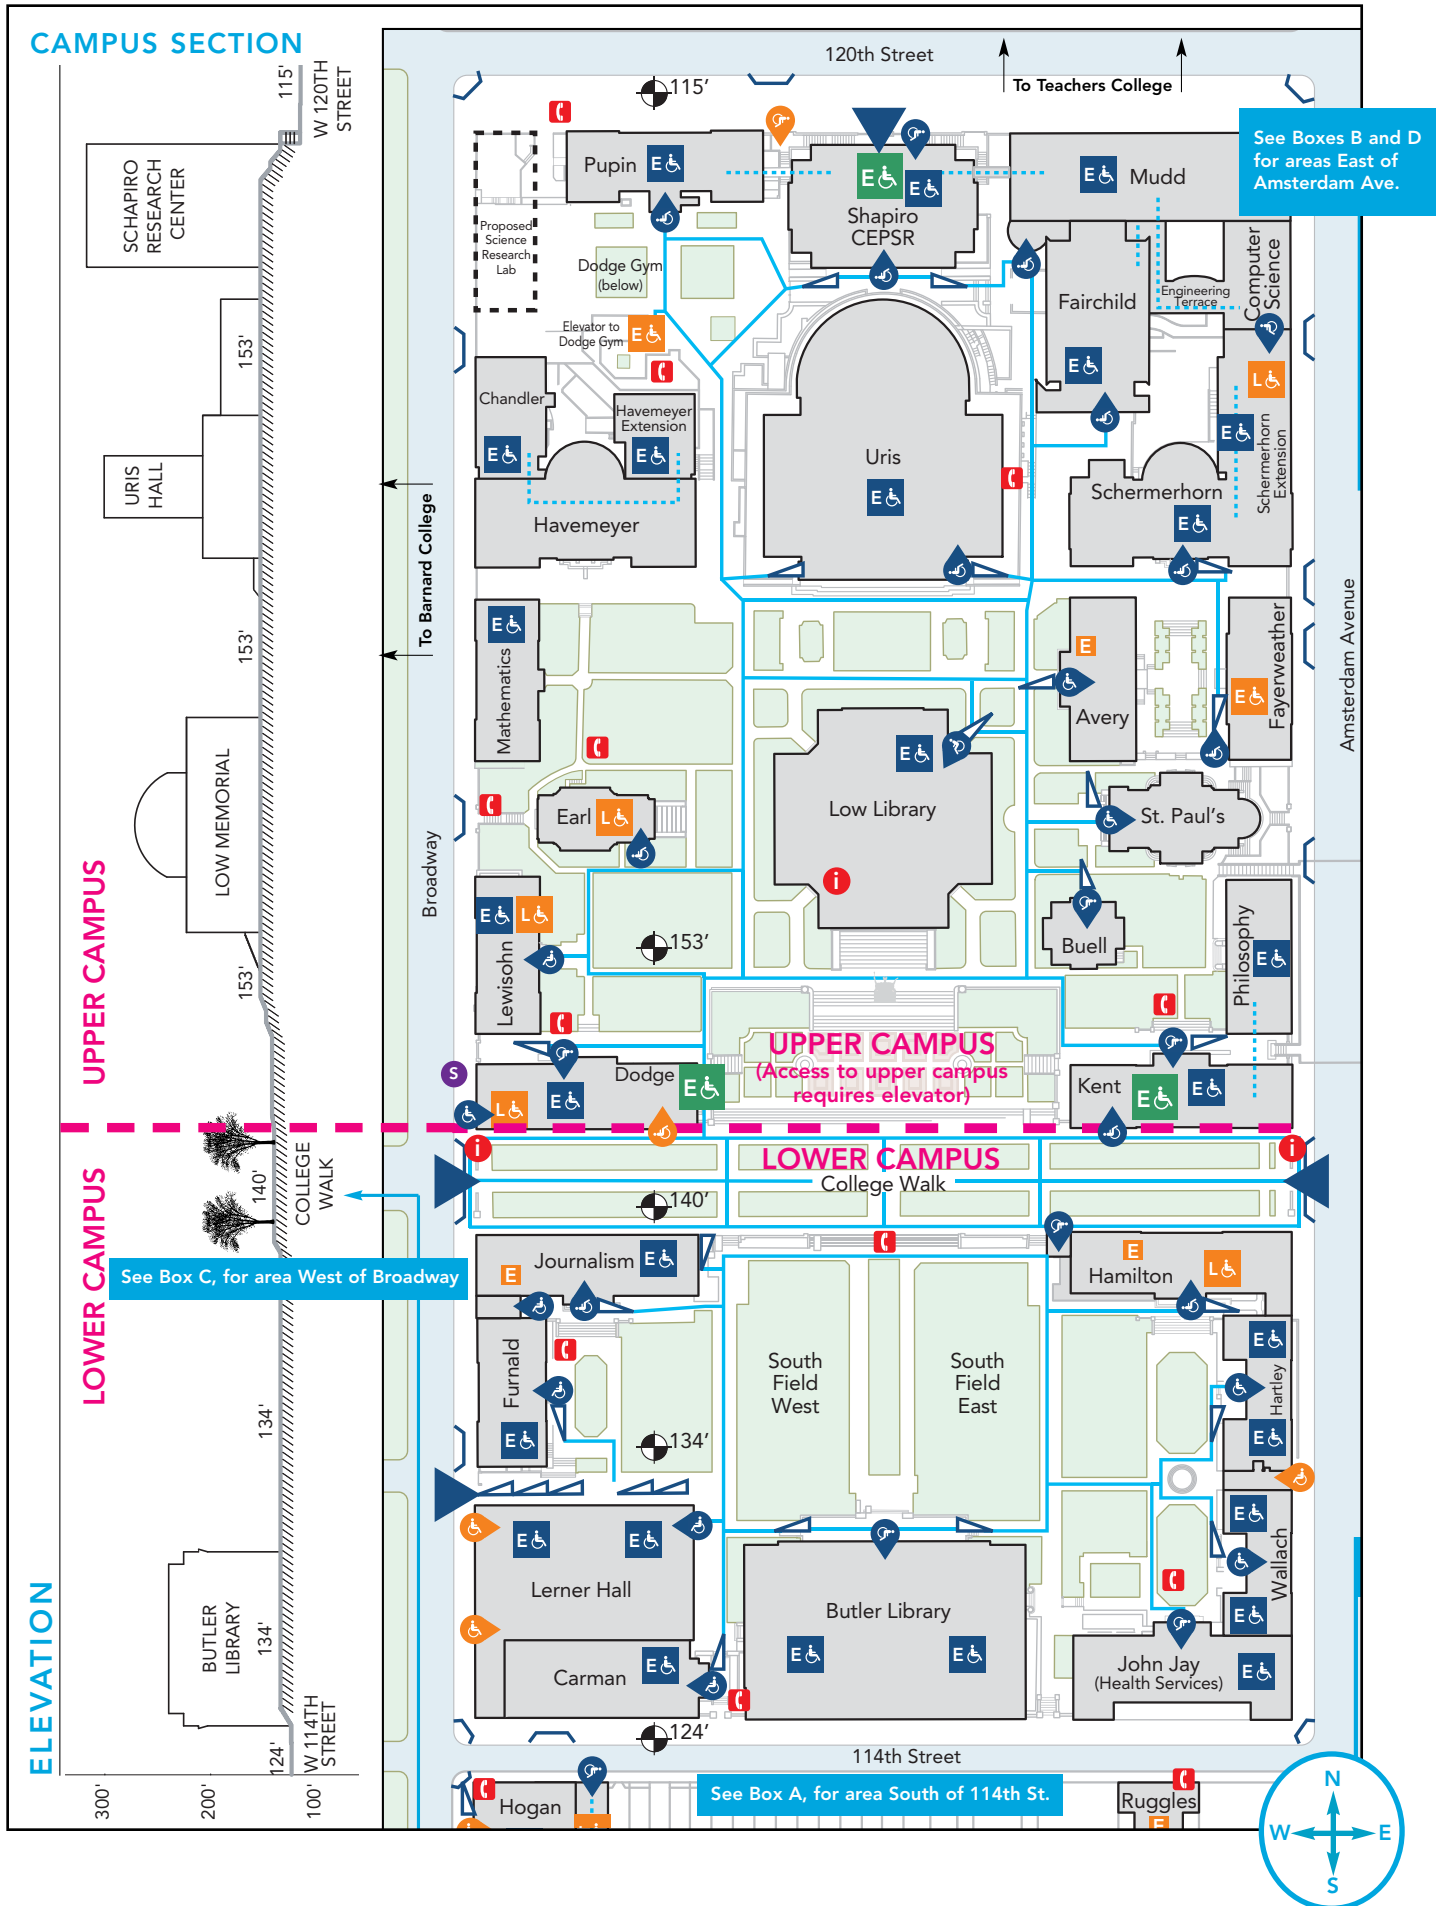 CAMPUS SECTION
115'
W 120TH
STREET
SCHAPIRO
RESEARCH
CENTER
153'
URIS
HALL
153'
LOW MEMORIAL
153'
UPPER CAMPUS
LOWER CAMPUS
140'
COLLEGE
WALK
See Box C, for area West of Broadway
134'
BUTLER
LIBRARY
134'
ELEVATION
124'
W 114TH
STREET
300'
200'
100'
120th Street
To Teachers College
See Boxes B and D
for areas East of
Amsterdam Ave.
115'
Pupin
E
E
E
Shapiro
CEPSR
E
Mudd
Proposed
Science
Research
Lab
Dodge Gym
(below)
Elevator to
Dodge Gym
E
Fairchild
E
Engineering
Terrace
Computer
Science
L
E
Schermerhorn
Extension
Chandler
E
Havemeyer
Extension
E
Havemeyer
Uris
E
Schermerhorn
E
To Barnard College
Broadway
Amsterdam Avenue
E
Mathematics
E
Avery
E
Fayerweather
E
Low Library
i
Earl
L
St. Paul's
E
L
Lewisohn
153'
Buell
Philosophy
E
UPPER CAMPUS
(Access to upper campus
requires elevator)
S
Dodge
E
L
E
Kent
E
E
i
i
LOWER CAMPUS
College Walk
140'
Journalism
E
E
E
Hamilton
L
Furnald
E
South
Field
West
South
Field
East
E
Hartley
E
134'
E
E
Lerner Hall
E
Wallach
E
Butler Library
E
E
Carman
E
John Jay
(Health Services)
E
124'
114th Street
See Box A, for area South of 114th St.
Hogan
Ruggles
E
N
W
E
S